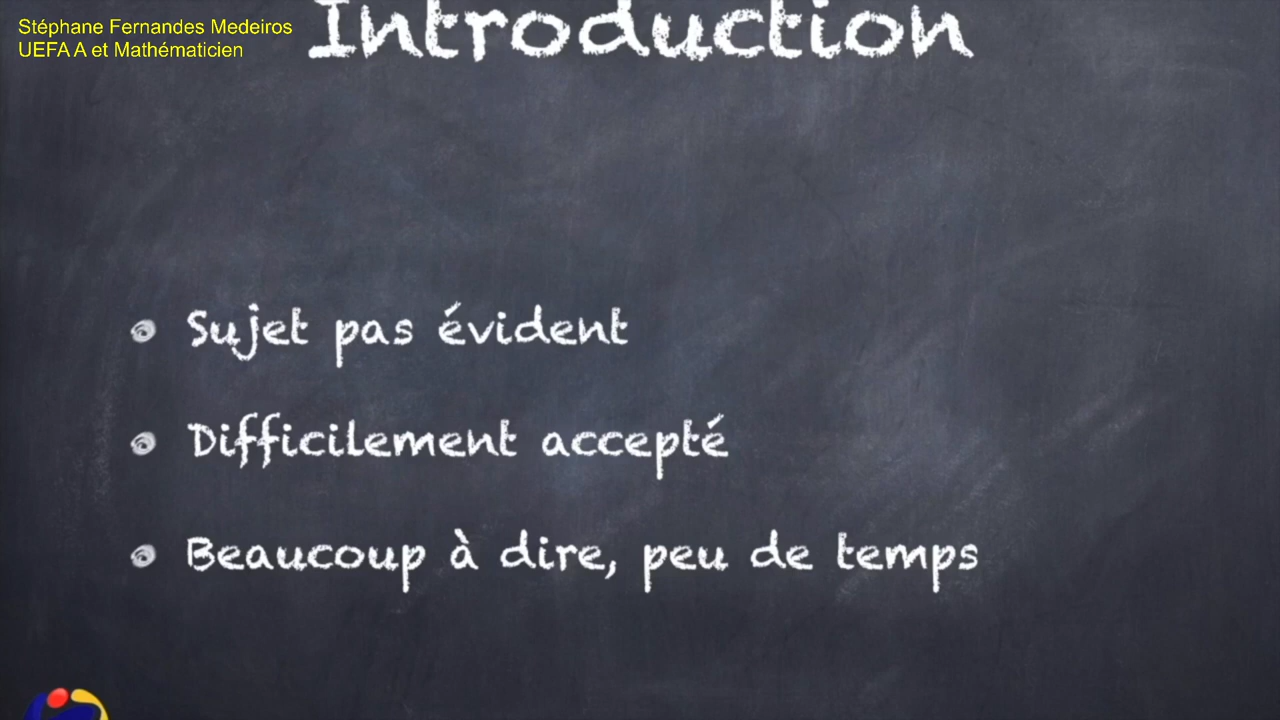 Stéphane Fernandes Medeiros
UEFA A et Mathématicien
Introduction
Sujet pas évident
Difficilement accepté
Beaucoup à dire, peu de temps